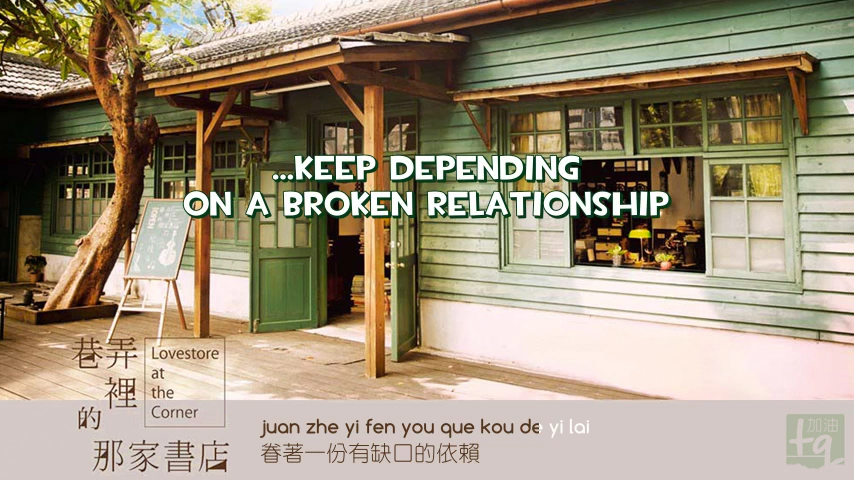 ...KEEP DEPENDING
ON A BROKEN RELATIONSHIP
巷弄裡的
那家書店
Lovestore
at
the
Corner
juan zhe yi fen you que kou de yi lai
眷著一份有缺口的依賴
加油
tg